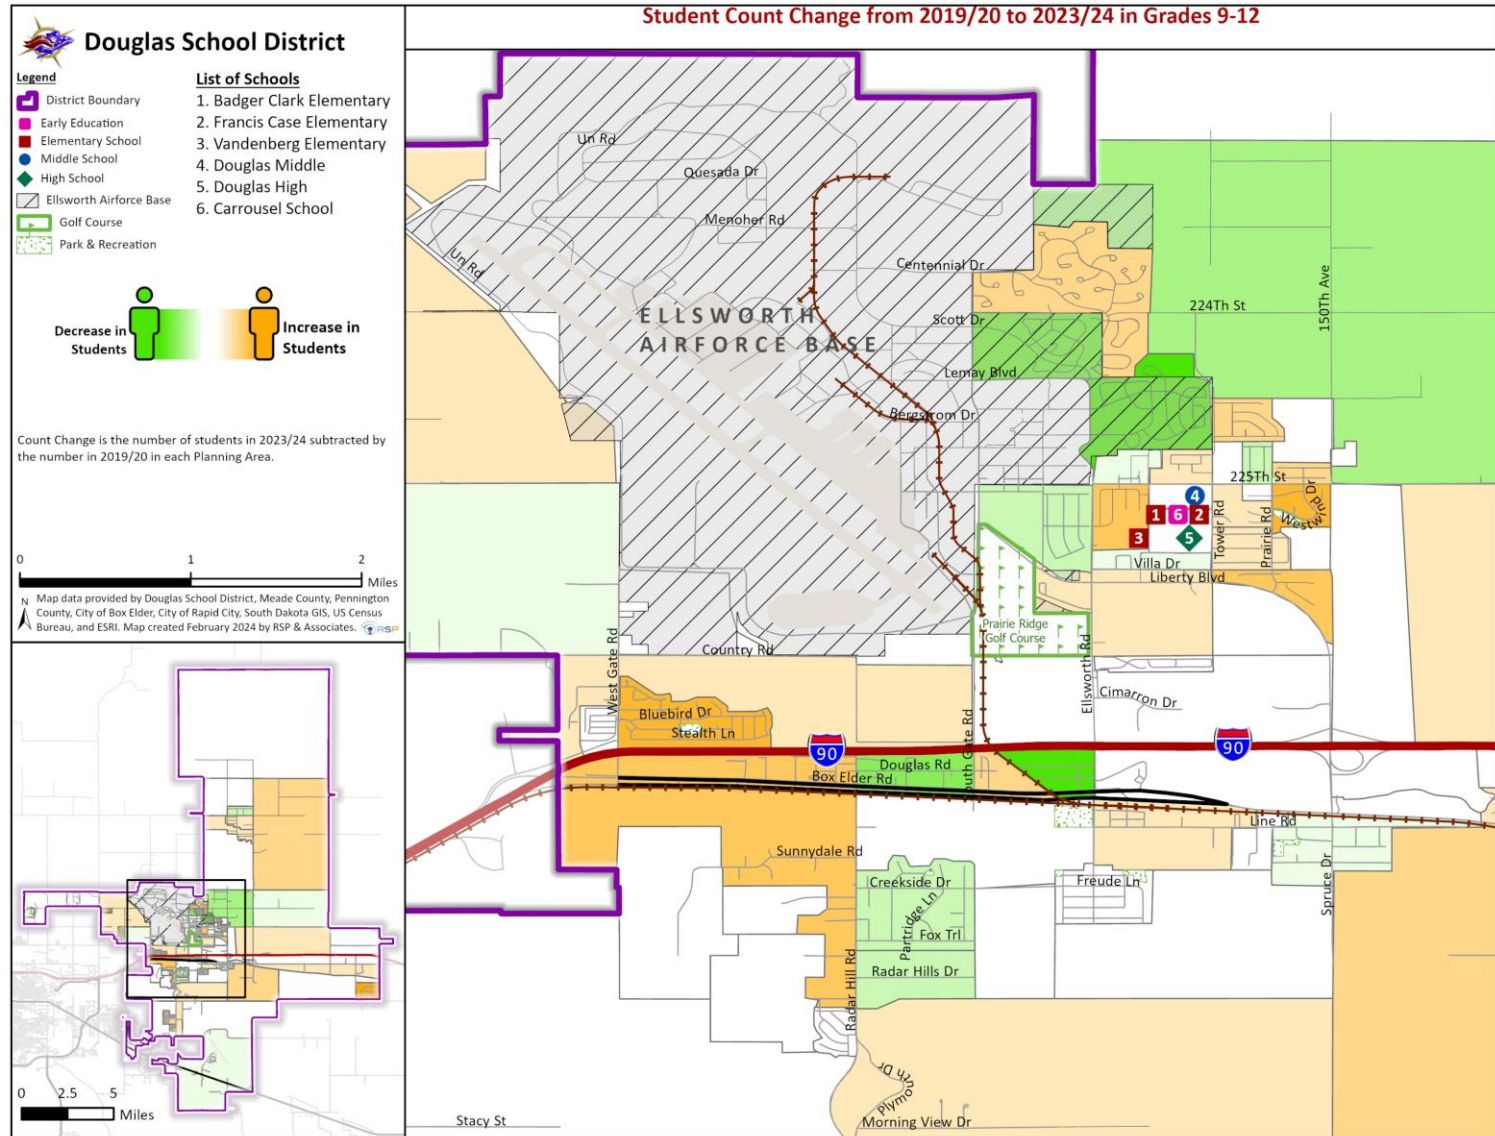 Student Count Change from 2019/20 to 2023/24 in Grades 9-12
Douglas School District
Legend
District Boundary
Early Education
Elementary School
Middle School
High School
Ellsworth Airforce Base
Golf Course
Park & Recreation
List of Schools
1. Badger Clark Elementary
2. Francis Case Elementary
3. Vandenberg Elementary
4. Douglas Middle
5. Douglas High
6. Carrousel School
Decrease in
Students
Increase in
Students
Count Change is the number of students in 2023/24 subtracted by
the number in 2019/20 in each Planning Area.
0 1 2
Miles
N
Map data provided by Douglas School District, Meade County, Pennington
County, City of Box Elder, City of Rapid City, South Dakota GIS, US Census
Bureau, and ESRI. Map created February 2024 by RSP & Associates.
RSP
0 2.5 5
Miles
Un Rd
Quesada Dr
Menoher Rd
Un Rd
Centennial Dr
150Th Ave
224Th St
ELLSWORTH
AIRFORCE BASE
Scott Dr
Lemay Blvd
Bergstrom Dr
225Th St
4
1
6
2
3
5
Tower Rd
Prairie Rd
Westwind Dr
Villa Dr
Liberty Blvd
Prairie Ridge
Golf Course
Country Rd
West Gate Rd
Ellsworth Rd
Cimarron Dr
Bluebird Dr
Stealth Ln
90
90
South Gate Rd
Douglas Rd
Box Elder Rd
Line Rd
Sunnydale Rd
Creekside Dr
Freude Ln
Spruce Dr
Partridge Ln
Fox Trl
Radar Hills Dr
Radar Hill Rd
Plymouth Dr
Stacy St
Morning View Dr